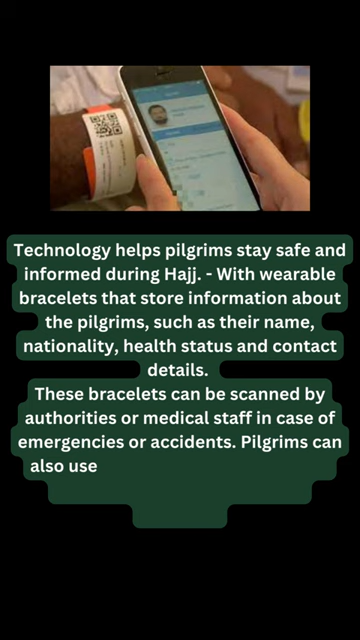 Technology helps pilgrims stay safe and
informed during Hajj. - With wearable
bracelets that store information about
the pilgrims, such as their name,
nationality, health status and contact
details.
These bracelets can be scanned by
authorities or medical staff in case of
emergencies or accidents. Pilgrims can
also use